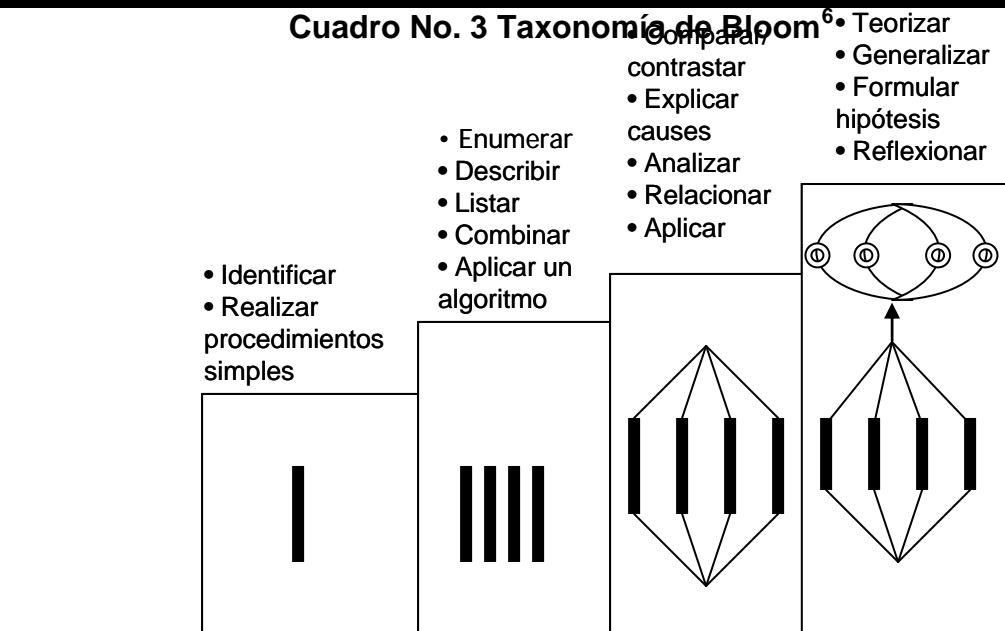 Cuadro No. 3 Taxonomía de Bloom6
• Identificar
• Realizar
procedimientos
simples
• Enumerar
• Describir
• Listar
• Combinar
• Aplicar un
algoritmo
• Comparar/
contrastar
• Explicar
causes
• Analizar
• Relacionar
• Aplicar
• Teorizar
• Generalizar
• Formular
hipótesis
• Reflexionar